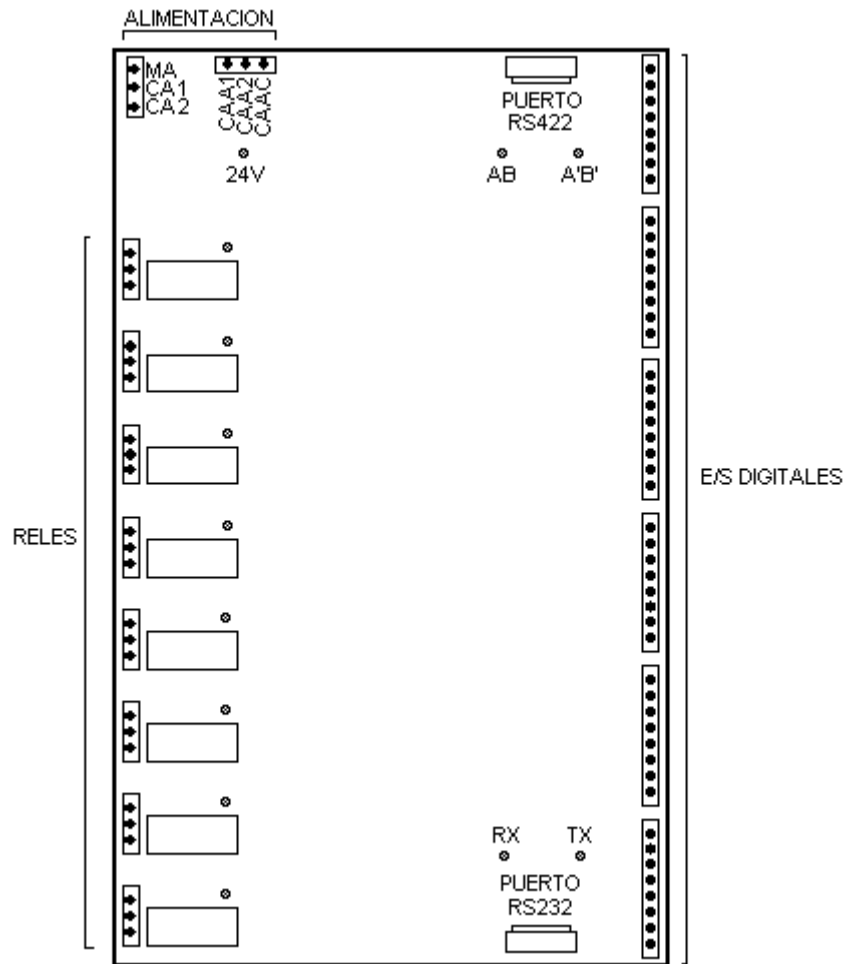 ALIMENTACION
MA
CA1
CA2
CAA1
CAA2
CAAC
24V
PUERTO
RS422
AB
A'B'
RELES
E/S DIGITALES
RX
TX
PUERTO
RS232